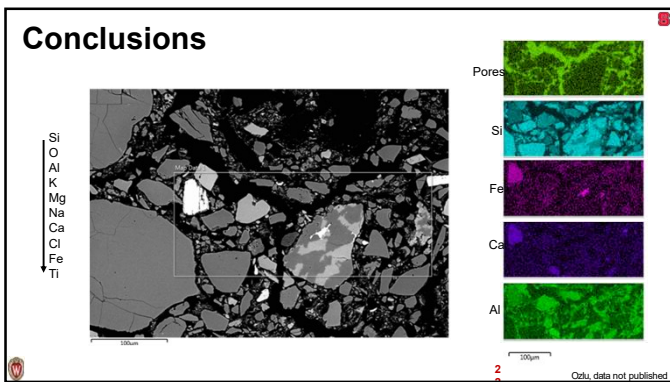 Conclusions
Si
O
Al
K
Mg
Na
Ca
Cl
Fe
Ti
100μm
Pores
Si
Fe
Ca
Al
100μm
2
Ozlu, data not published